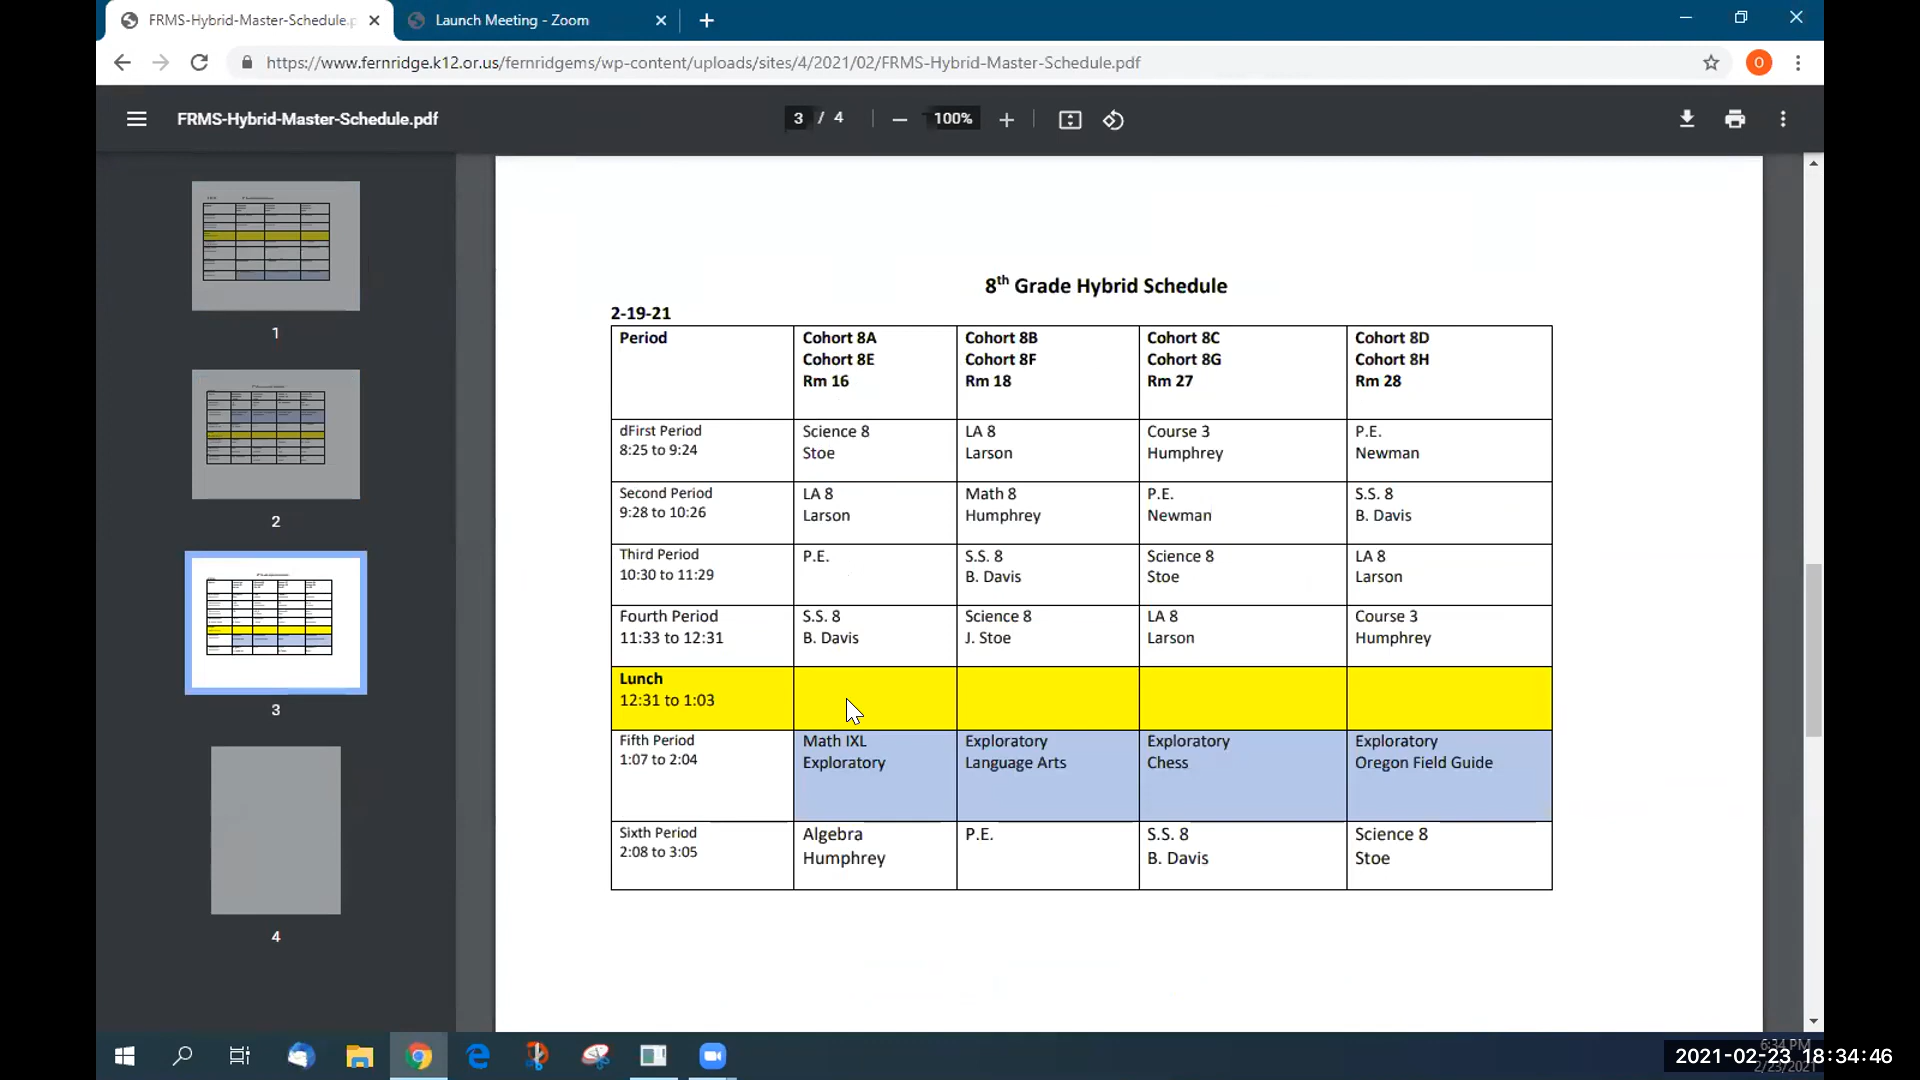 FRMS-Hybrid-Master-Schedule.p
Launch Meeting - Zoom
https://www.fernridge.k12.or.us/fernridgems/wp-content/uploads/sites/4/2021/02/FRMS-Hybrid-Master-Schedule.pdf
O
FRMS-Hybrid-Master-Schedule.pdf
3 / 4
100%
1
2
3
4
8th Grade Hybrid Schedule
2-19-21
Period
Cohort 8A
Cohort 8E
Rm 16
Cohort 8B
Cohort 8F
Rm 18
Cohort 8C
Cohort 8G
Rm 27
Cohort 8D
Cohort 8H
Rm 28
dFirst Period
8:25 to 9:24
Science 8
Stoe
LA 8
Larson
Course 3
Humphrey
P.E.
Newman
Second Period
9:28 to 10:26
LA 8
Larson
Math 8
Humphrey
P.E.
Newman
S.S. 8
B. Davis
Third Period
10:30 to 11:29
P.E.
S.S. 8
B. Davis
Science 8
Stoe
LA 8
Larson
Fourth Period
11:33 to 12:31
S.S. 8
B. Davis
Science 8
J. Stoe
LA 8
Larson
Course 3
Humphrey
Lunch
12:31 to 1:03
Fifth Period
1:07 to 2:04
Math IXL
Exploratory
Exploratory
Language Arts
Exploratory
Chess
Exploratory
Oregon Field Guide
Sixth Period
2:08 to 3:05
Algebra
Humphrey
P.E.
S.S. 8
B. Davis
Science 8
Stoe
6:34 PM
2021-02-23 18:34:46